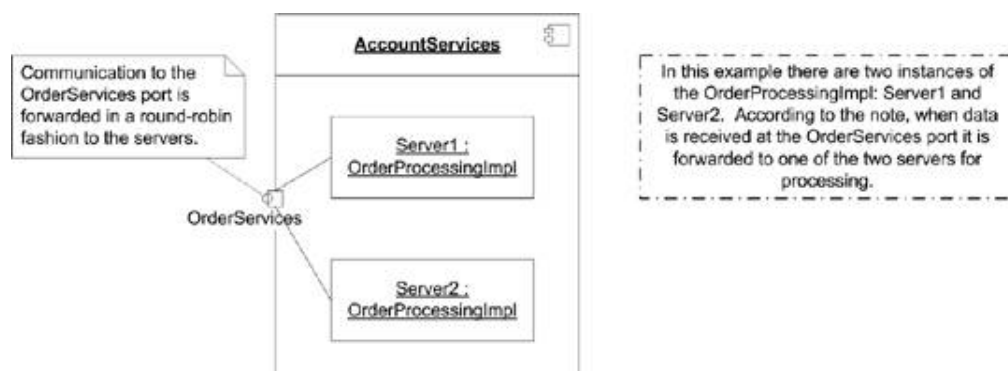 AccountServices
Communication to the
OrderServices port is
forwarded in a round-robin
fashion to the servers.
Server1 :
OrderProcessingImpl
OrderServices
Server2 :
OrderProcessingImpl
In this example there are two instances of
the OrderProcessingImpl: Server1 and
Server2. According to the note, when data
is received at the OrderServices port it is
forwarded to one of the two servers for
processing.